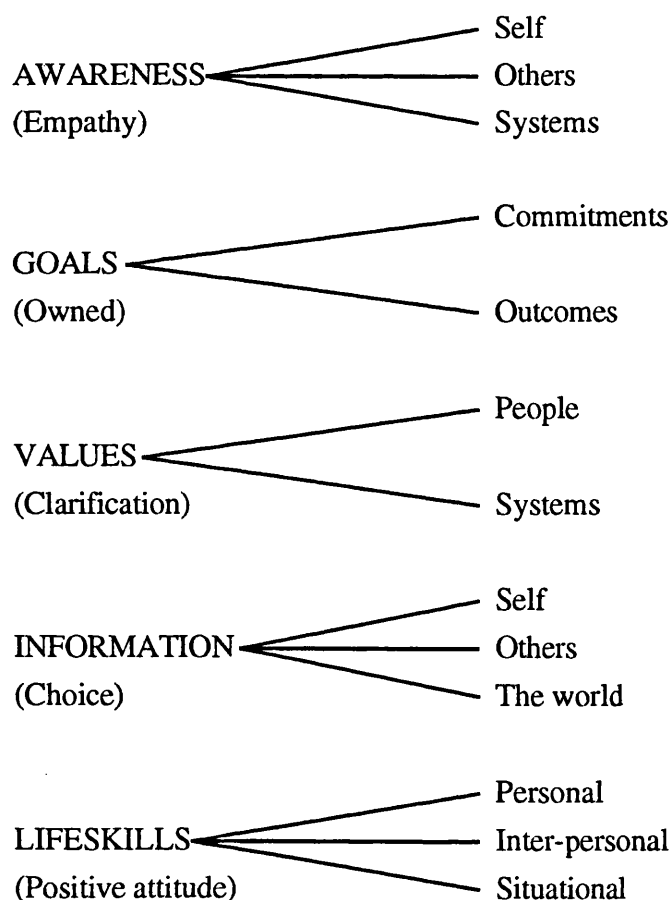 Self
AWARENESS
Others
(Empathy)
Systems
Commitments
GOALS
(Owned)
Outcomes
People
VALUES
(Clarification)
Systems
Self
INFORMATION
Others
(Choice)
The world
Personal
LIFESKILLS
Inter-personal
(Positive attitude)
Situational